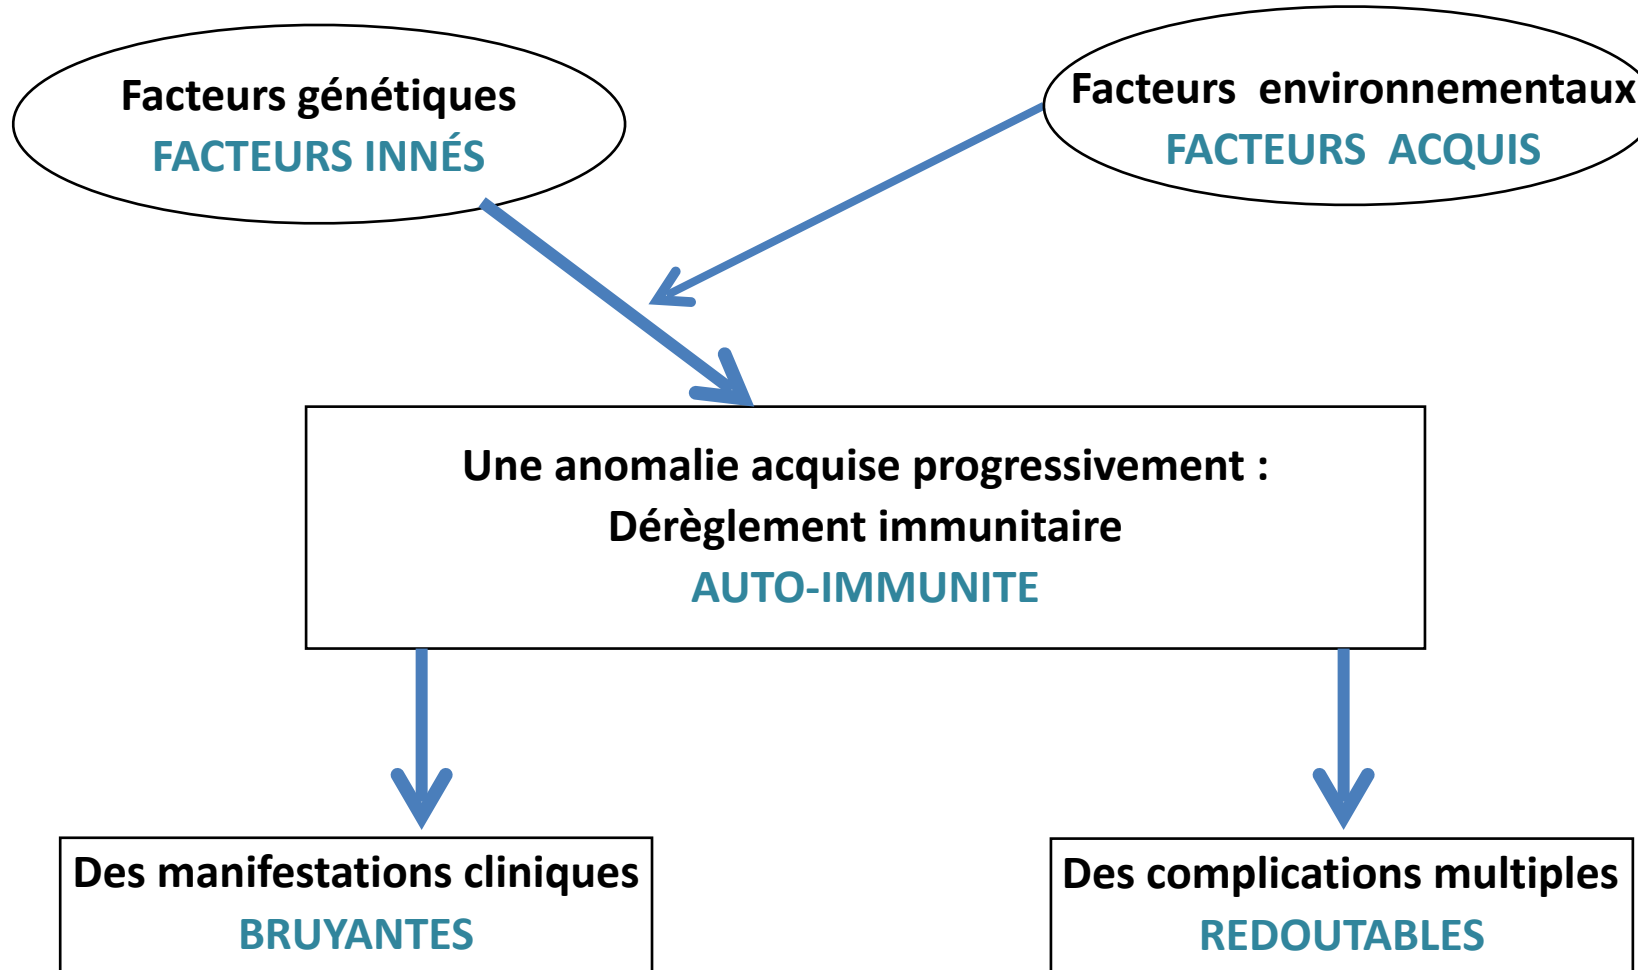 Facteurs génétiques
FACTEURS INNÉS
Facteurs environnementaux
FACTEURS ACQUIS
Une anomalie acquise progressivement :
Dérèglement immunitaire
AUTO-IMMUNITE
Des manifestations cliniques
BRUYANTES
Des complications multiples
REDOUTABLES